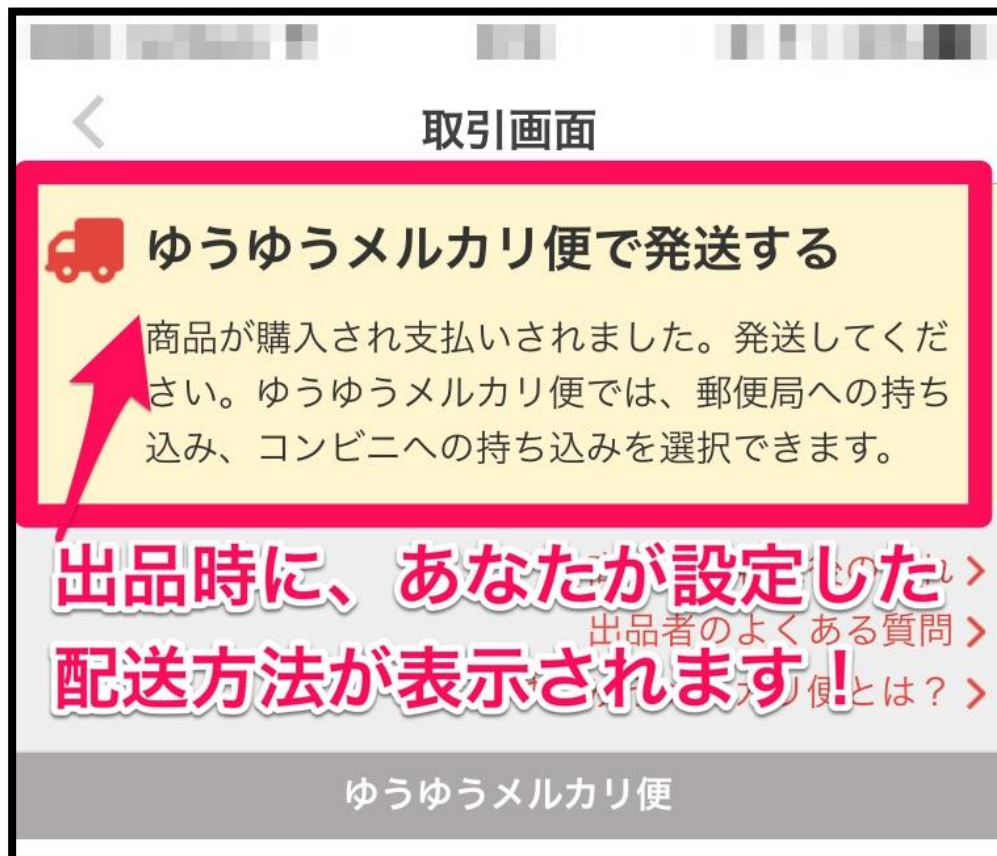 取引画面
ゆうゆうメルカリ便で発送する
商品が購入され支払いされました。発送してくだ
さい。ゆうゆうメルカリ便では、郵便局への持ち
込み、コンビニへの持ち込みを選択できます。
出品時に、あなたが設定した
出品者のよくある質問
配送方法が表示されます！
便とは？
ゆうゆうメルカリ便